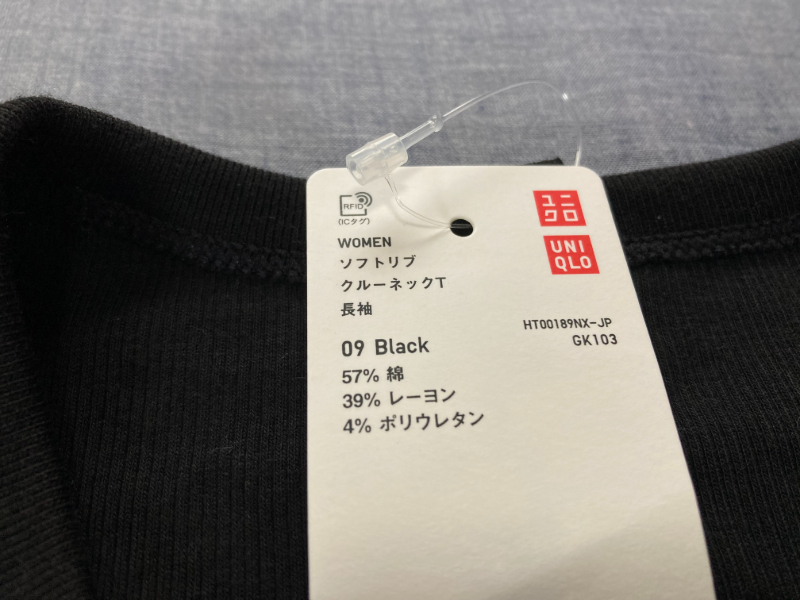 RFID
(ICタグ)
ユニ
クロ
UNI
QLO
WOMEN
ソフトリブ
クルーネックT
長袖
HT00189NX-JP
GK103
09 Black
57% 綿
39% レーヨン
4% ポリウレタン